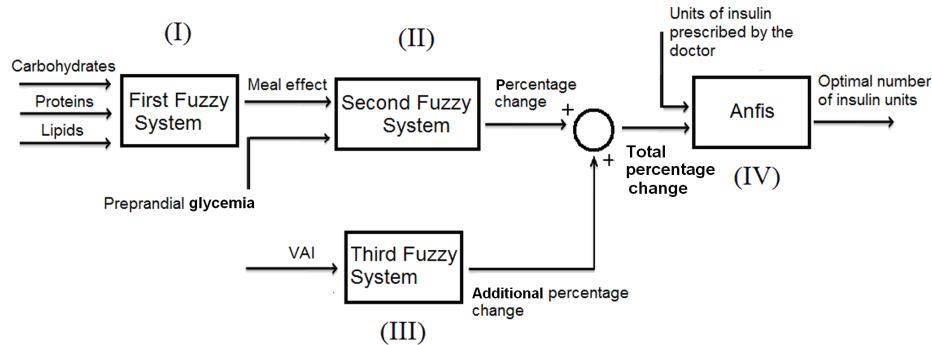 (I)
Carbohydrates
Proteins
Lipids
First Fuzzy
System
Meal effect
Preprandial glycemia
(II)
Second Fuzzy
System
Percentage
change
+
+
VAI
Third Fuzzy
System
(III)
Additional percentage
change
Total
percentage
change
Units of insulin
prescribed by the
doctor
Anfis
(IV)
Optimal number
of insulin units